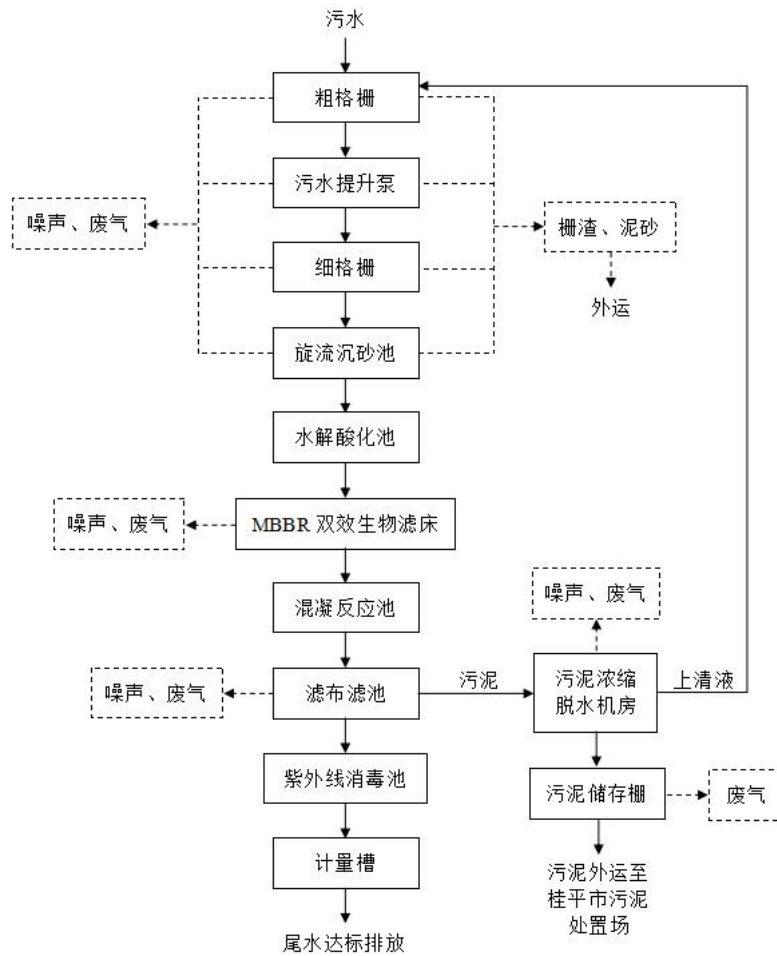 污水
粗格栅
污水提升泵
噪声、废气
栅渣、泥砂
细格栅
外运
旋流沉砂池
水解酸化池
噪声、废气
MBBR 双效生物滤床
混凝反应池
噪声、废气
噪声、废气
滤布滤池
污泥
污泥浓缩
脱水机房
上清液
紫外线消毒池
污泥储存棚
废气
计量槽
污泥外运至
桂平市污泥
处置场
尾水达标排放